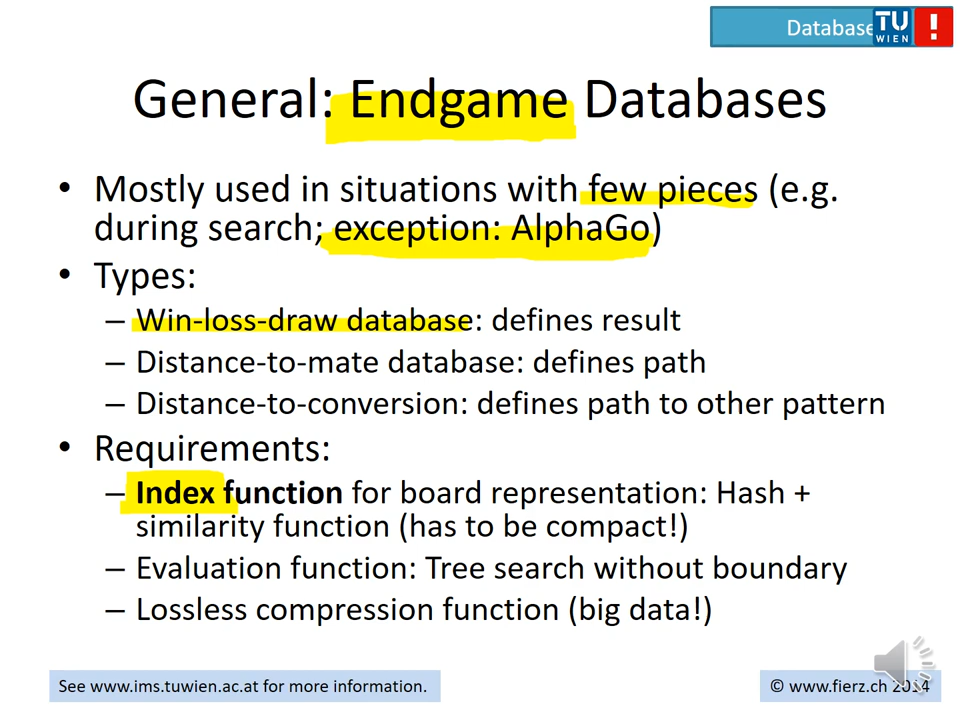 Database
TU
WIEN
!
General: Endgame Databases
• Mostly used in situations with few pieces (e.g.
during search; exception: AlphaGo)
• Types:
– Win-loss-draw database: defines result
– Distance-to-mate database: defines path
– Distance-to-conversion: defines path to other pattern
• Requirements:
– Index function for board representation: Hash +
similarity function (has to be compact!)
– Evaluation function: Tree search without boundary
– Lossless compression function (big data!)
See www.ims.tuwien.ac.at for more information.
© www.fierz.ch 2014